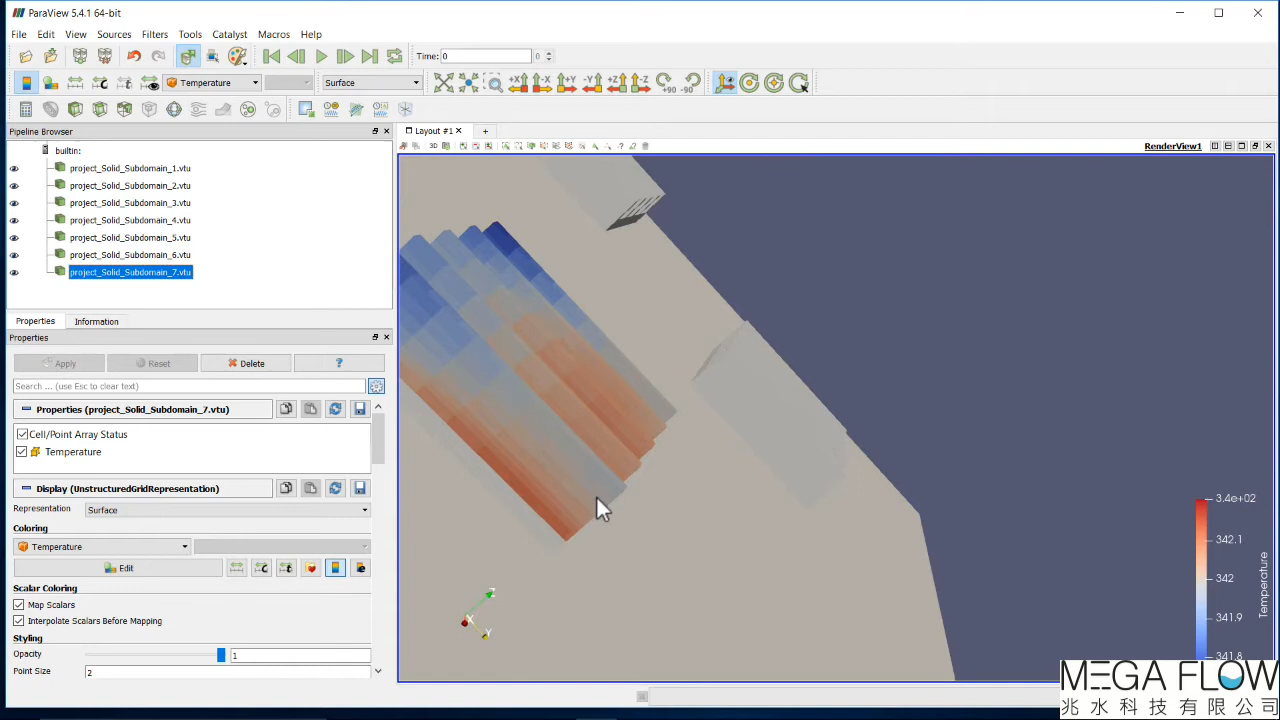 ParaView 5.4.1 64-bit
File Edit View Sources Filters Tools Catalyst Macros Help
Time: 0 0
Temperature Surface +X -X +Y -Y +Z -Z +90 -90
Pipeline Browser
Layout #1 +
3D RenderView1
builtin:
project_Solid_Subdomain_1.vtu
project_Solid_Subdomain_2.vtu
project_Solid_Subdomain_3.vtu
project_Solid_Subdomain_4.vtu
project_Solid_Subdomain_5.vtu
project_Solid_Subdomain_6.vtu
project_Solid_Subdomain_7.vtu
Properties Information
Properties
Apply Reset Delete ?
Search ... (use Esc to clear text)
Properties (project_Solid_Subdomain_7.vtu)
Cell/Point Array Status
Temperature
Display (UnstructuredGridRepresentation)
Representation Surface
Coloring
Temperature
Edit
Scalar Coloring
Map Scalars
Interpolate Scalars Before Mapping
Styling
Opacity 1
Point Size 2
Z
X
Y
3.4e+02
342.1
342
341.9
341.8
Temperature
MEGA FLOW
兆水科技有限公司